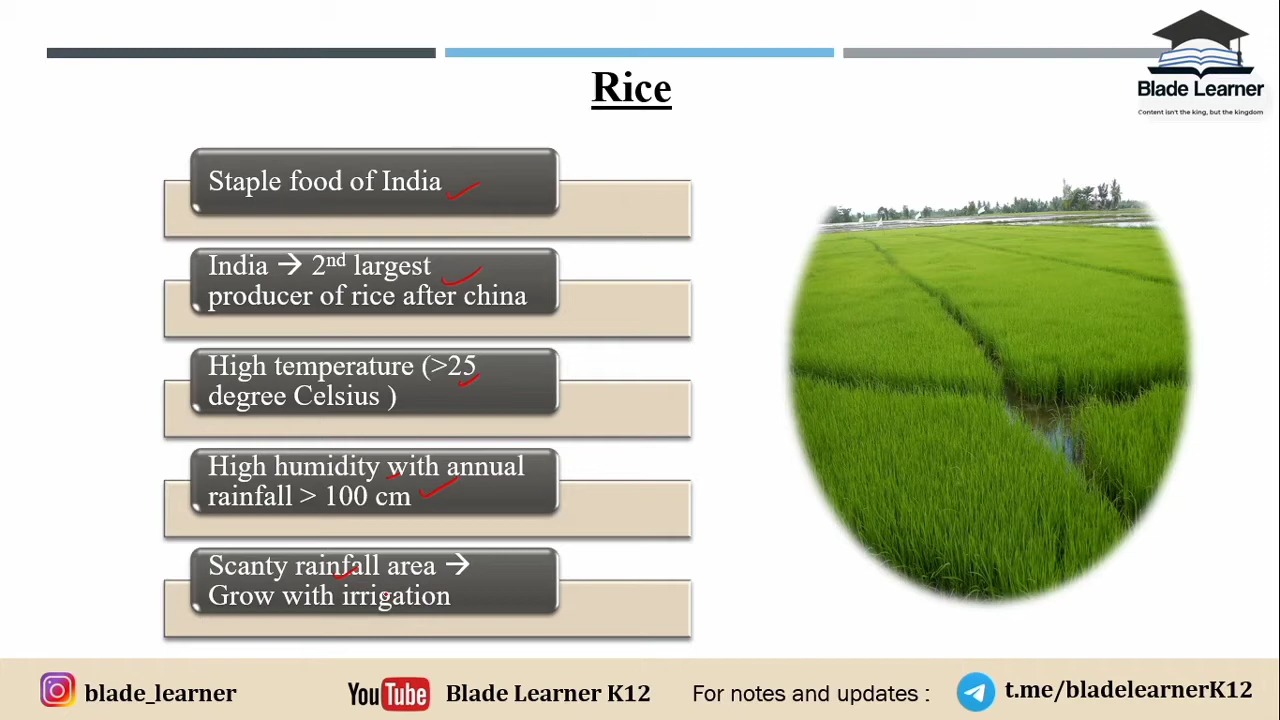 Blade Learner
Content isn't the king, but the kingdom
Rice
Staple food of India
India → 2nd largest
producer of rice after china
High temperature (>25
degree Celsius )
High humidity with annual
rainfall > 100 cm
Scanty rainfall area →
Grow with irrigation
blade_learner
YouTube
Blade Learner K12
For notes and updates :
t.me/bladelearnerK12